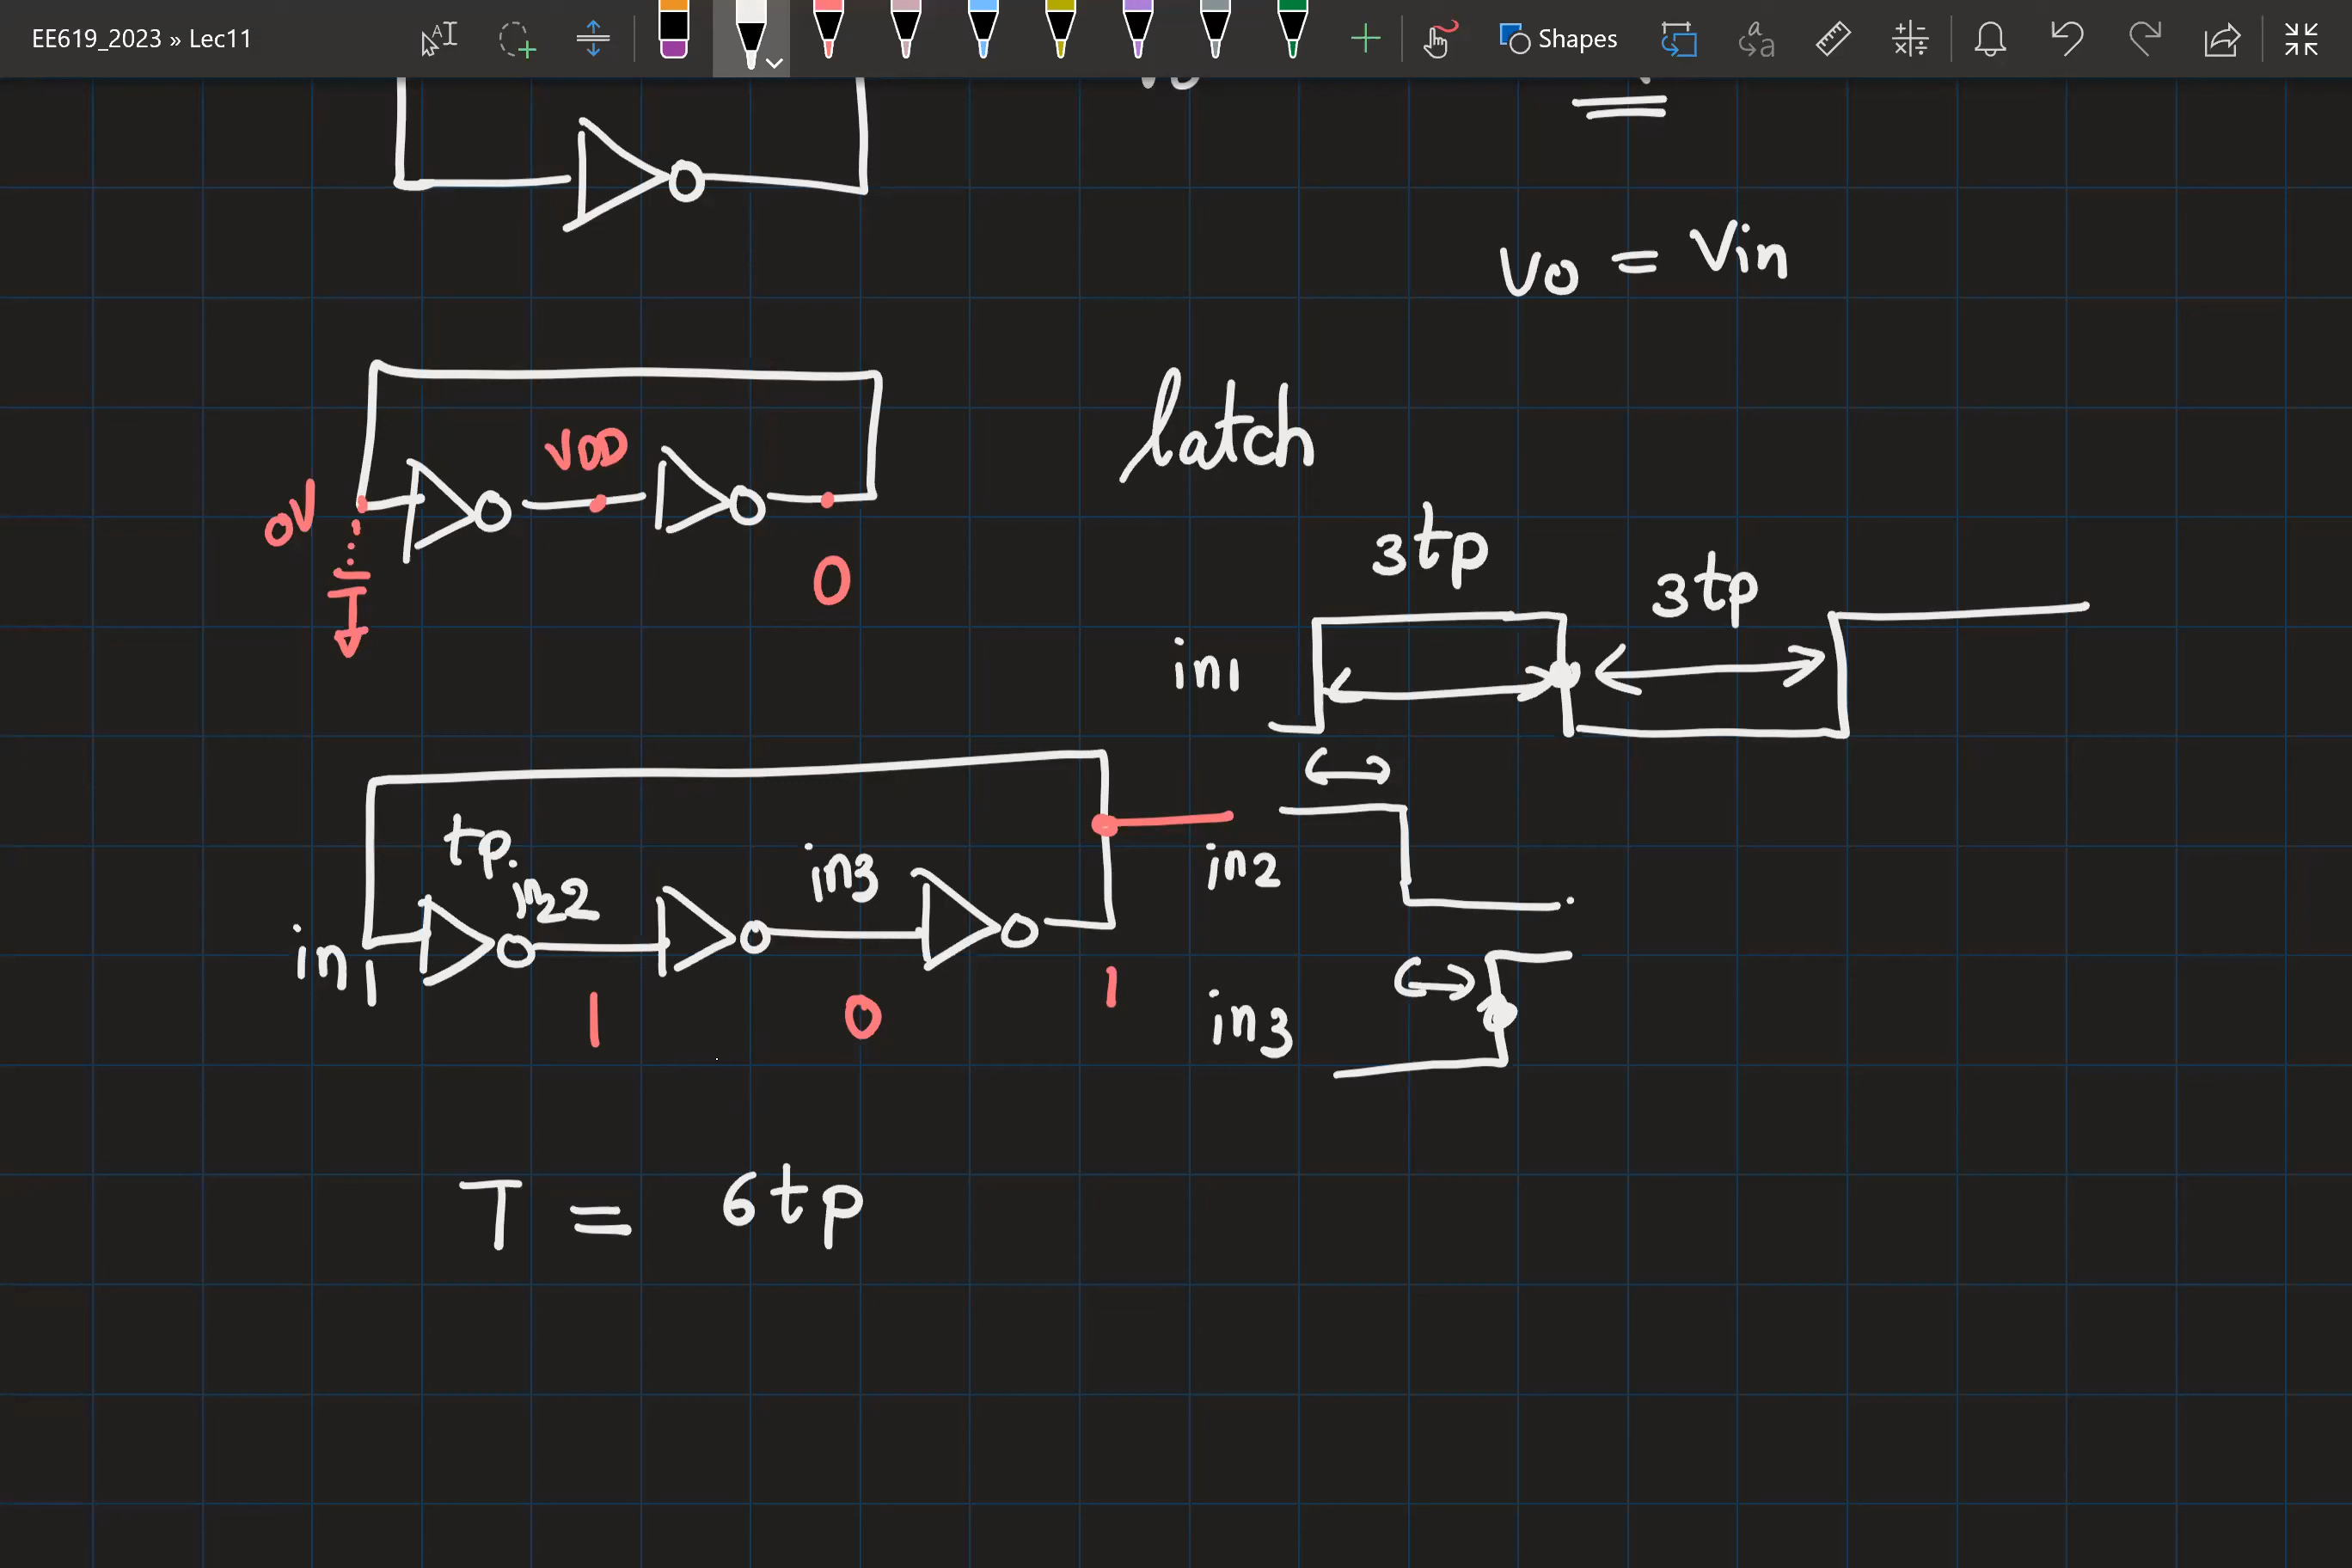 EE619_2023 » Lec11
Shapes
vo = vin
latch
VDD
0V
0
3tp
3tp
in1
tp
in2
in3
in1
1
0
1
in2
in3
T = 6tp